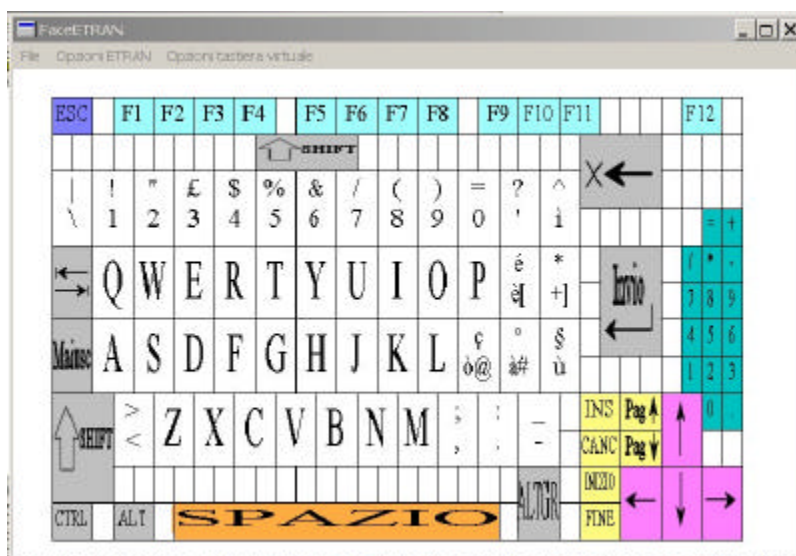 FaceETRAN
File Opzioni ETRAN Opzioni tastiera virtuale
ESC F1 F2 F3 F4 F5 F6 F7 F8 F9 F10 F11 F12
SHIFT
| ! " £ $ % & / ( ) = ? ^ X
\ 1 2 3 4 5 6 7 8 9 0 ' ì
= +
Q W E R T Y U I O P é * Invio
è[ +]
( * -
7 8 9
Maiusc A S D F G H J K L ç ° §
ò@ à# ù
4 5 6
1 2 3
SHIFT > Z X C V B N M ; : _ INS Pag
< , . - CANC Pag
0 .
CTRL ALT SPAZIO ALTGR INIZIO
FINE